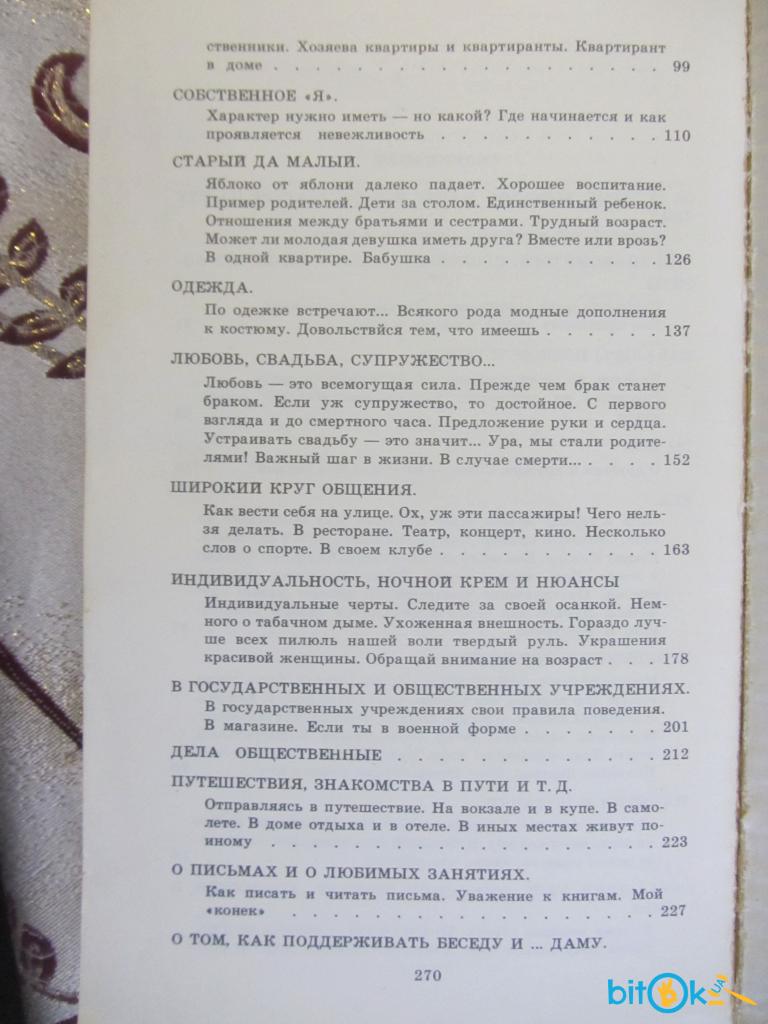 ственники. Хозяева квартиры и квартиранты. Квартирант
в доме . . . . . . . . . . . . . . . . . . 99
СОБСТВЕННОЕ «Я».
Характер нужно иметь — но какой? Где начинается и как
проявляется невежливость . . . . . . . . . . . 110
СТАРЫЙ ДА МАЛЫЙ.
Яблоко от яблони далеко падает. Хорошее воспитание.
Пример родителей. Дети за столом. Единственный ребенок.
Отношения между братьями и сестрами. Трудный возраст.
Может ли молодая девушка иметь друга? Вместе или врозь?
В одной квартире. Бабушка . . . . . . . . . . . 126
ОДЕЖДА.
По одежке встречают... Всякого рода модные дополнения
к костюму. Довольствйся тем, что имеешь . . . . . . 137
ЛЮБОВЬ, СВАДЬБА, СУПРУЖЕСТВО...
Любовь — это всемогущая сила. Прежде чем брак станет
браком. Если уж супружество, то достойное. С первого
взгляда и до смертного часа. Предложение руки и сердца.
Устраивать свадьбу — это значит... Ура, мы стали родите-
лями! Важный шаг в жизни. В случае смерти... . . . . 152
ШИРОКИЙ КРУГ ОБЩЕНИЯ.
Как вести себя на улице. Ох, уж эти пассажиры! Чего нель-
зя делать. В ресторане. Театр, концерт, кино. Несколько
слов о спорте. В своем клубе . . . . . . . . . . . 163
ИНДИВИДУАЛЬНОСТЬ, НОЧНОЙ КРЕМ И НЮАНСЫ
Индивидуальные черты. Следите за своей осанкой. Нем-
ного о табачном дыме. Ухоженная внешность. Гораздо луч-
ше всех пилюль нашей воли твердый руль. Украшения
красивой женщины. Обращай внимание на возраст . . . 178
В ГОСУДАРСТВЕННЫХ И ОБЩЕСТВЕННЫХ УЧРЕЖДЕНИЯХ.
В государственных учреждениях свои правила поведения.
В магазине. Если ты в военной форме . . . . . . . 201
ДЕЛА ОБЩЕСТВЕННЫЕ . . . . . . . . . . . . . 212
ПУТЕШЕСТВИЯ, ЗНАКОМСТВА В ПУТИ И Т. Д.
Отправляясь в путешествие. На вокзале и в купе. В само-
лете. В доме отдыха и в отеле. В иных местах живут по-
иному . . . . . . . . . . . . . . . . . . . 223
О ПИСЬМАХ И О ЛЮБИМЫХ ЗАНЯТИЯХ.
Как писать и читать письма. Уважение к книгам. Мой
«конек» . . . . . . . . . . . . . . . . . 227
О ТОМ, КАК ПОДДЕРЖИВАТЬ БЕСЕДУ И ... ДАМУ.
270
bitOk UA